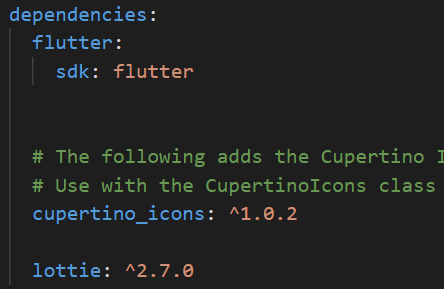 dependencies:
flutter:
sdk: flutter
# The following adds the Cupertino
# Use with the CupertinoIcons class
cupertino_icons: ^1.0.2
lottie: ^2.7.0